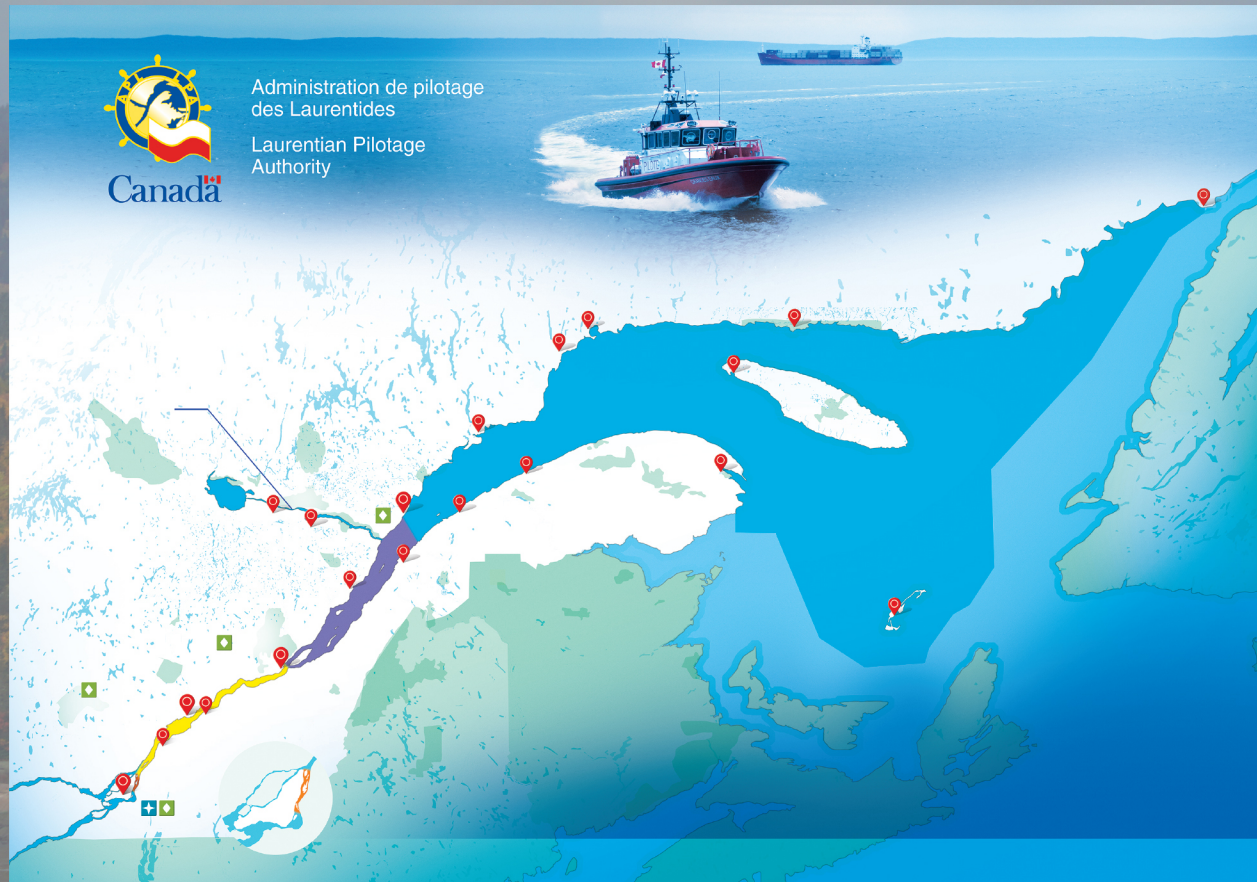 Administration de pilotage
des Laurentides
Laurentian Pilotage
Authority
Canada